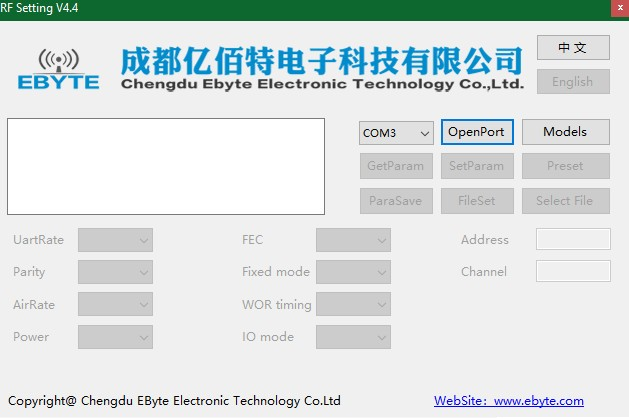 RF Setting V4.4
x
EBYTE
成都亿佰特电子科技有限公司
Chengdu Ebyte Electronic Technology Co.,Ltd.
中 文
English
COM3
OpenPort
Models
GetParam
SetParam
Preset
ParaSave
FileSet
Select File
UartRate
FEC
Address
Parity
Fixed mode
Channel
AirRate
WOR timing
Power
IO mode
Copyright@ Chengdu EByte Electronic Technology Co.Ltd
WebSite：www.ebyte.com